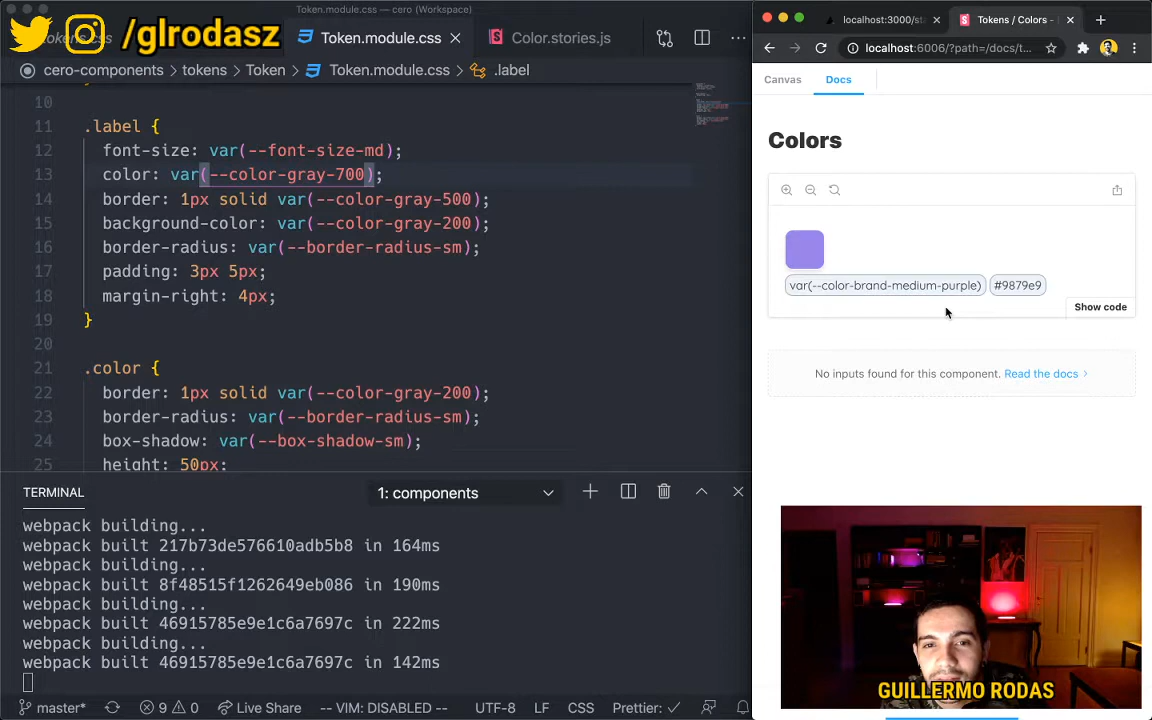 Token.module.css — cero (Workspace)
/glrodasz
Token.module.css
Color.stories.js
cero-components > tokens > Token > Token.module.css > .label
10
11 .label {
12 font-size: var(--font-size-md);
13 color: var(--color-gray-700);
14 border: 1px solid var(--color-gray-500);
15 background-color: var(--color-gray-200);
16 border-radius: var(--border-radius-sm);
17 padding: 3px 5px;
18 margin-right: 4px;
19 }
20
21 .color {
22 border: 1px solid var(--color-gray-200);
23 border-radius: var(--border-radius-sm);
24 box-shadow: var(--box-shadow-sm);
25 height: 50px;
TERMINAL
1: components
webpack building...
webpack built 217b73de576610adb5b8 in 164ms
webpack building...
webpack built 8f48515f1262649eb086 in 190ms
webpack building...
webpack built 46915785e9e1c6a7697c in 222ms
webpack building...
webpack built 46915785e9e1c6a7697c in 142ms
master* 9 0 Live Share -- VIM: DISABLED -- UTF-8 LF CSS Prettier: ✓
localhost:3000/st
Tokens / Colors -
localhost:6006/?path=/docs/t...
Canvas
Docs
Colors
var(--color-brand-medium-purple) #9879e9
Show code
No inputs found for this component. Read the docs
GUILLERMO RODAS